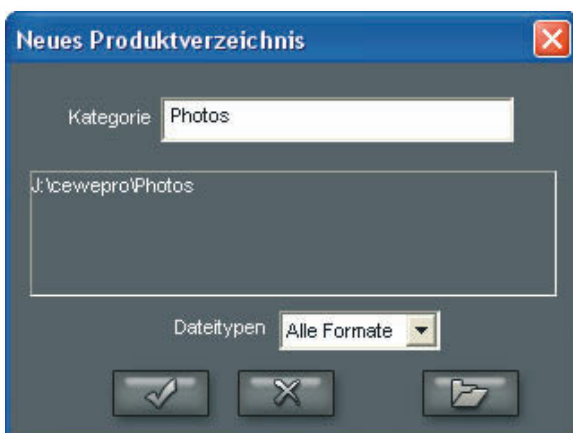 Neues Produktverzeichnis
Kategorie Photos
J:\cewepro\Photos
Dateitypen Alle Formate